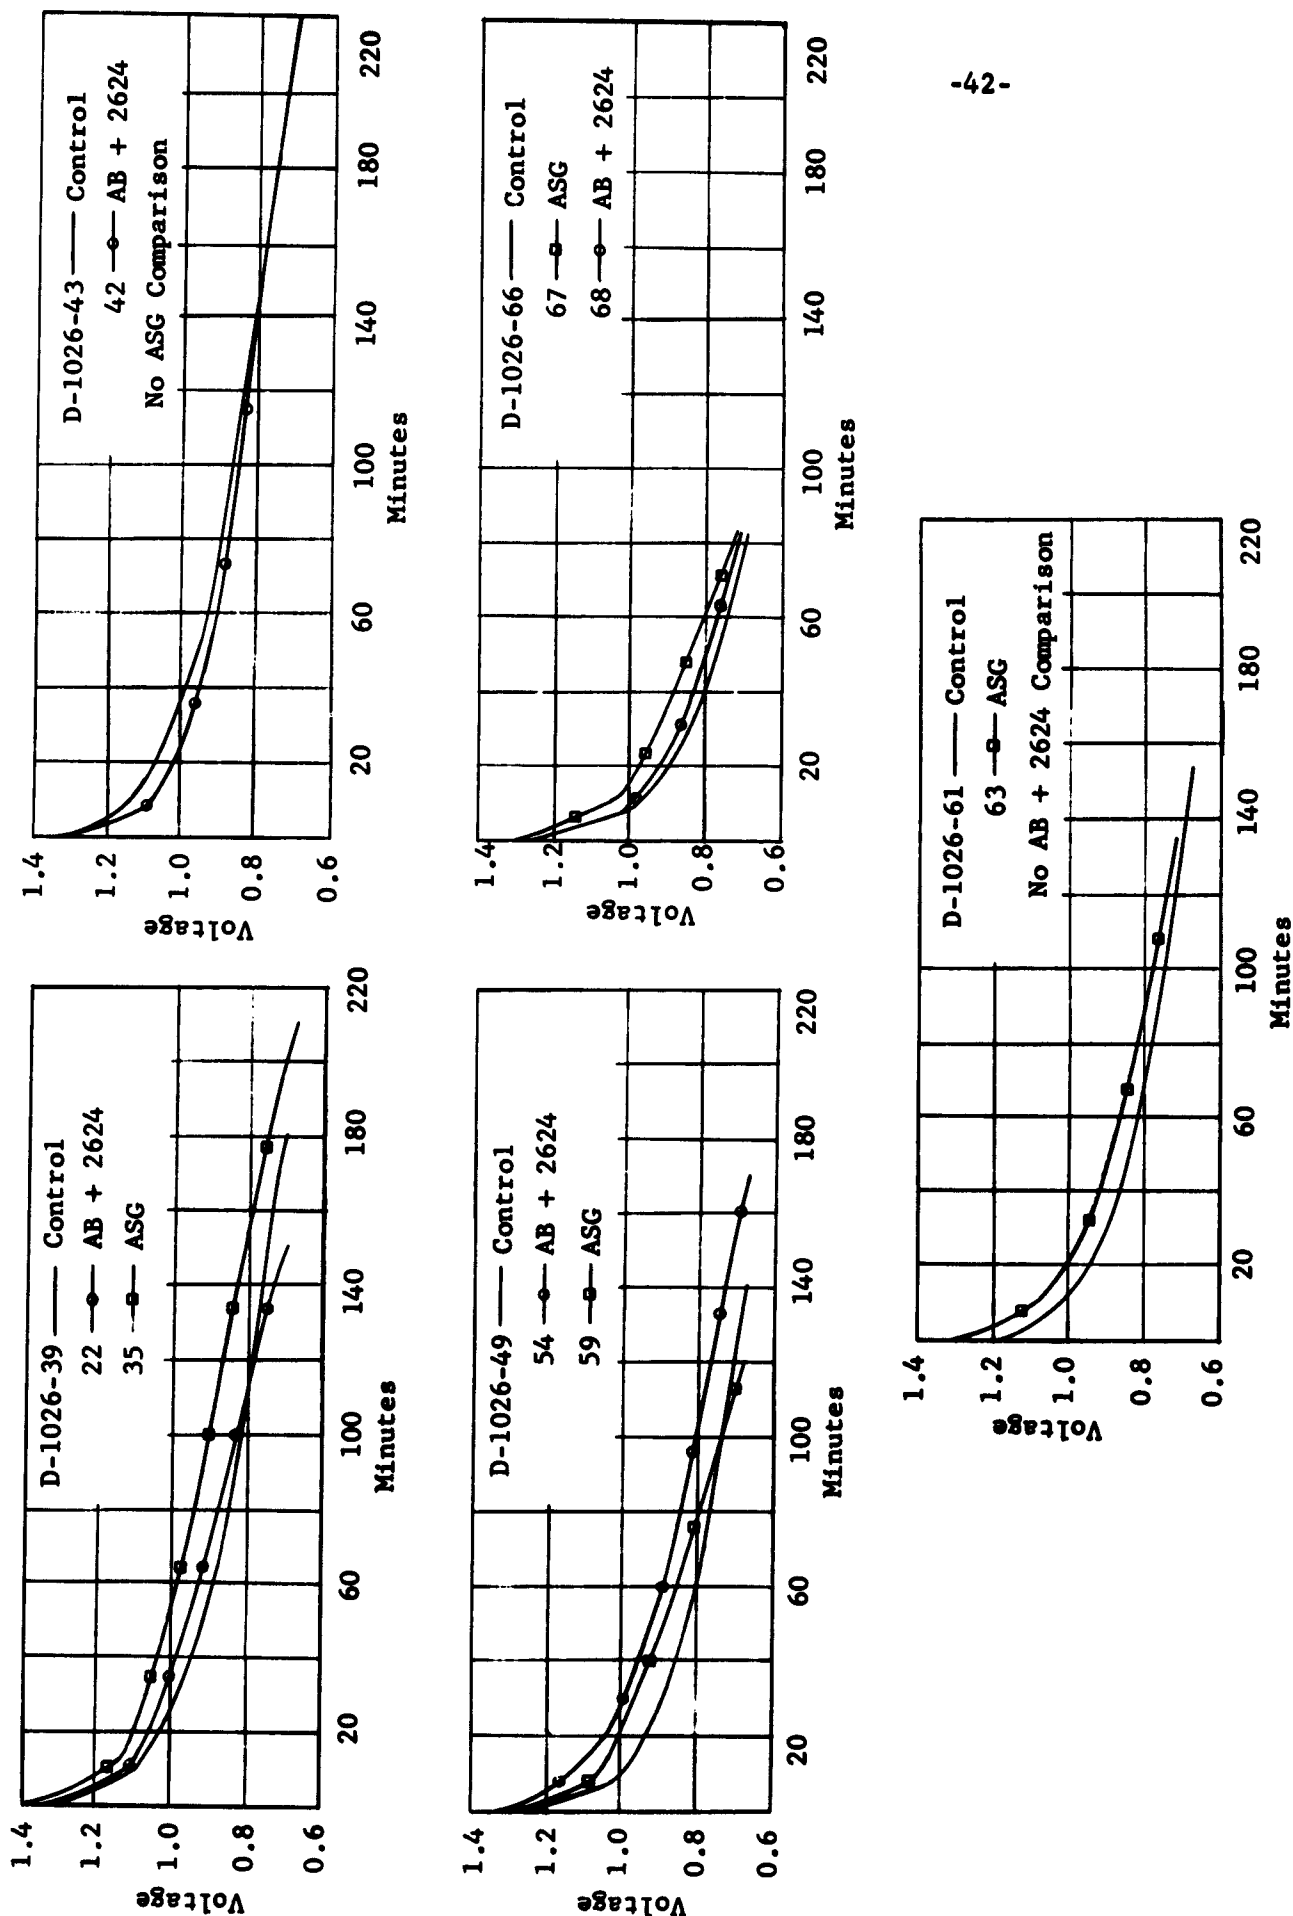 D-1026-39 Control
22 AB + 2624
35 ASG
1.4
1.2
1.0
0.8
0.6
Voltage
20 60 100 140 180 220
Minutes
D-1026-43 Control
42 AB + 2624
No ASG Comparison
1.4
1.2
1.0
0.8
0.6
Voltage
20 60 100 140 180 220
Minutes
D-1026-49 Control
54 AB + 2624
59 ASG
1.4
1.2
1.0
0.8
0.6
Voltage
20 60 100 140 180 220
Minutes
D-1026-66 Control
67 ASG
68 AB + 2624
1.4
1.2
1.0
0.8
0.6
Voltage
20 60 100 140 180 220
Minutes
D-1026-61 Control
63 ASG
No AB + 2624 Comparison
1.4
1.2
1.0
0.8
0.6
Voltage
20 60 100 140 180 220
Minutes
-42-